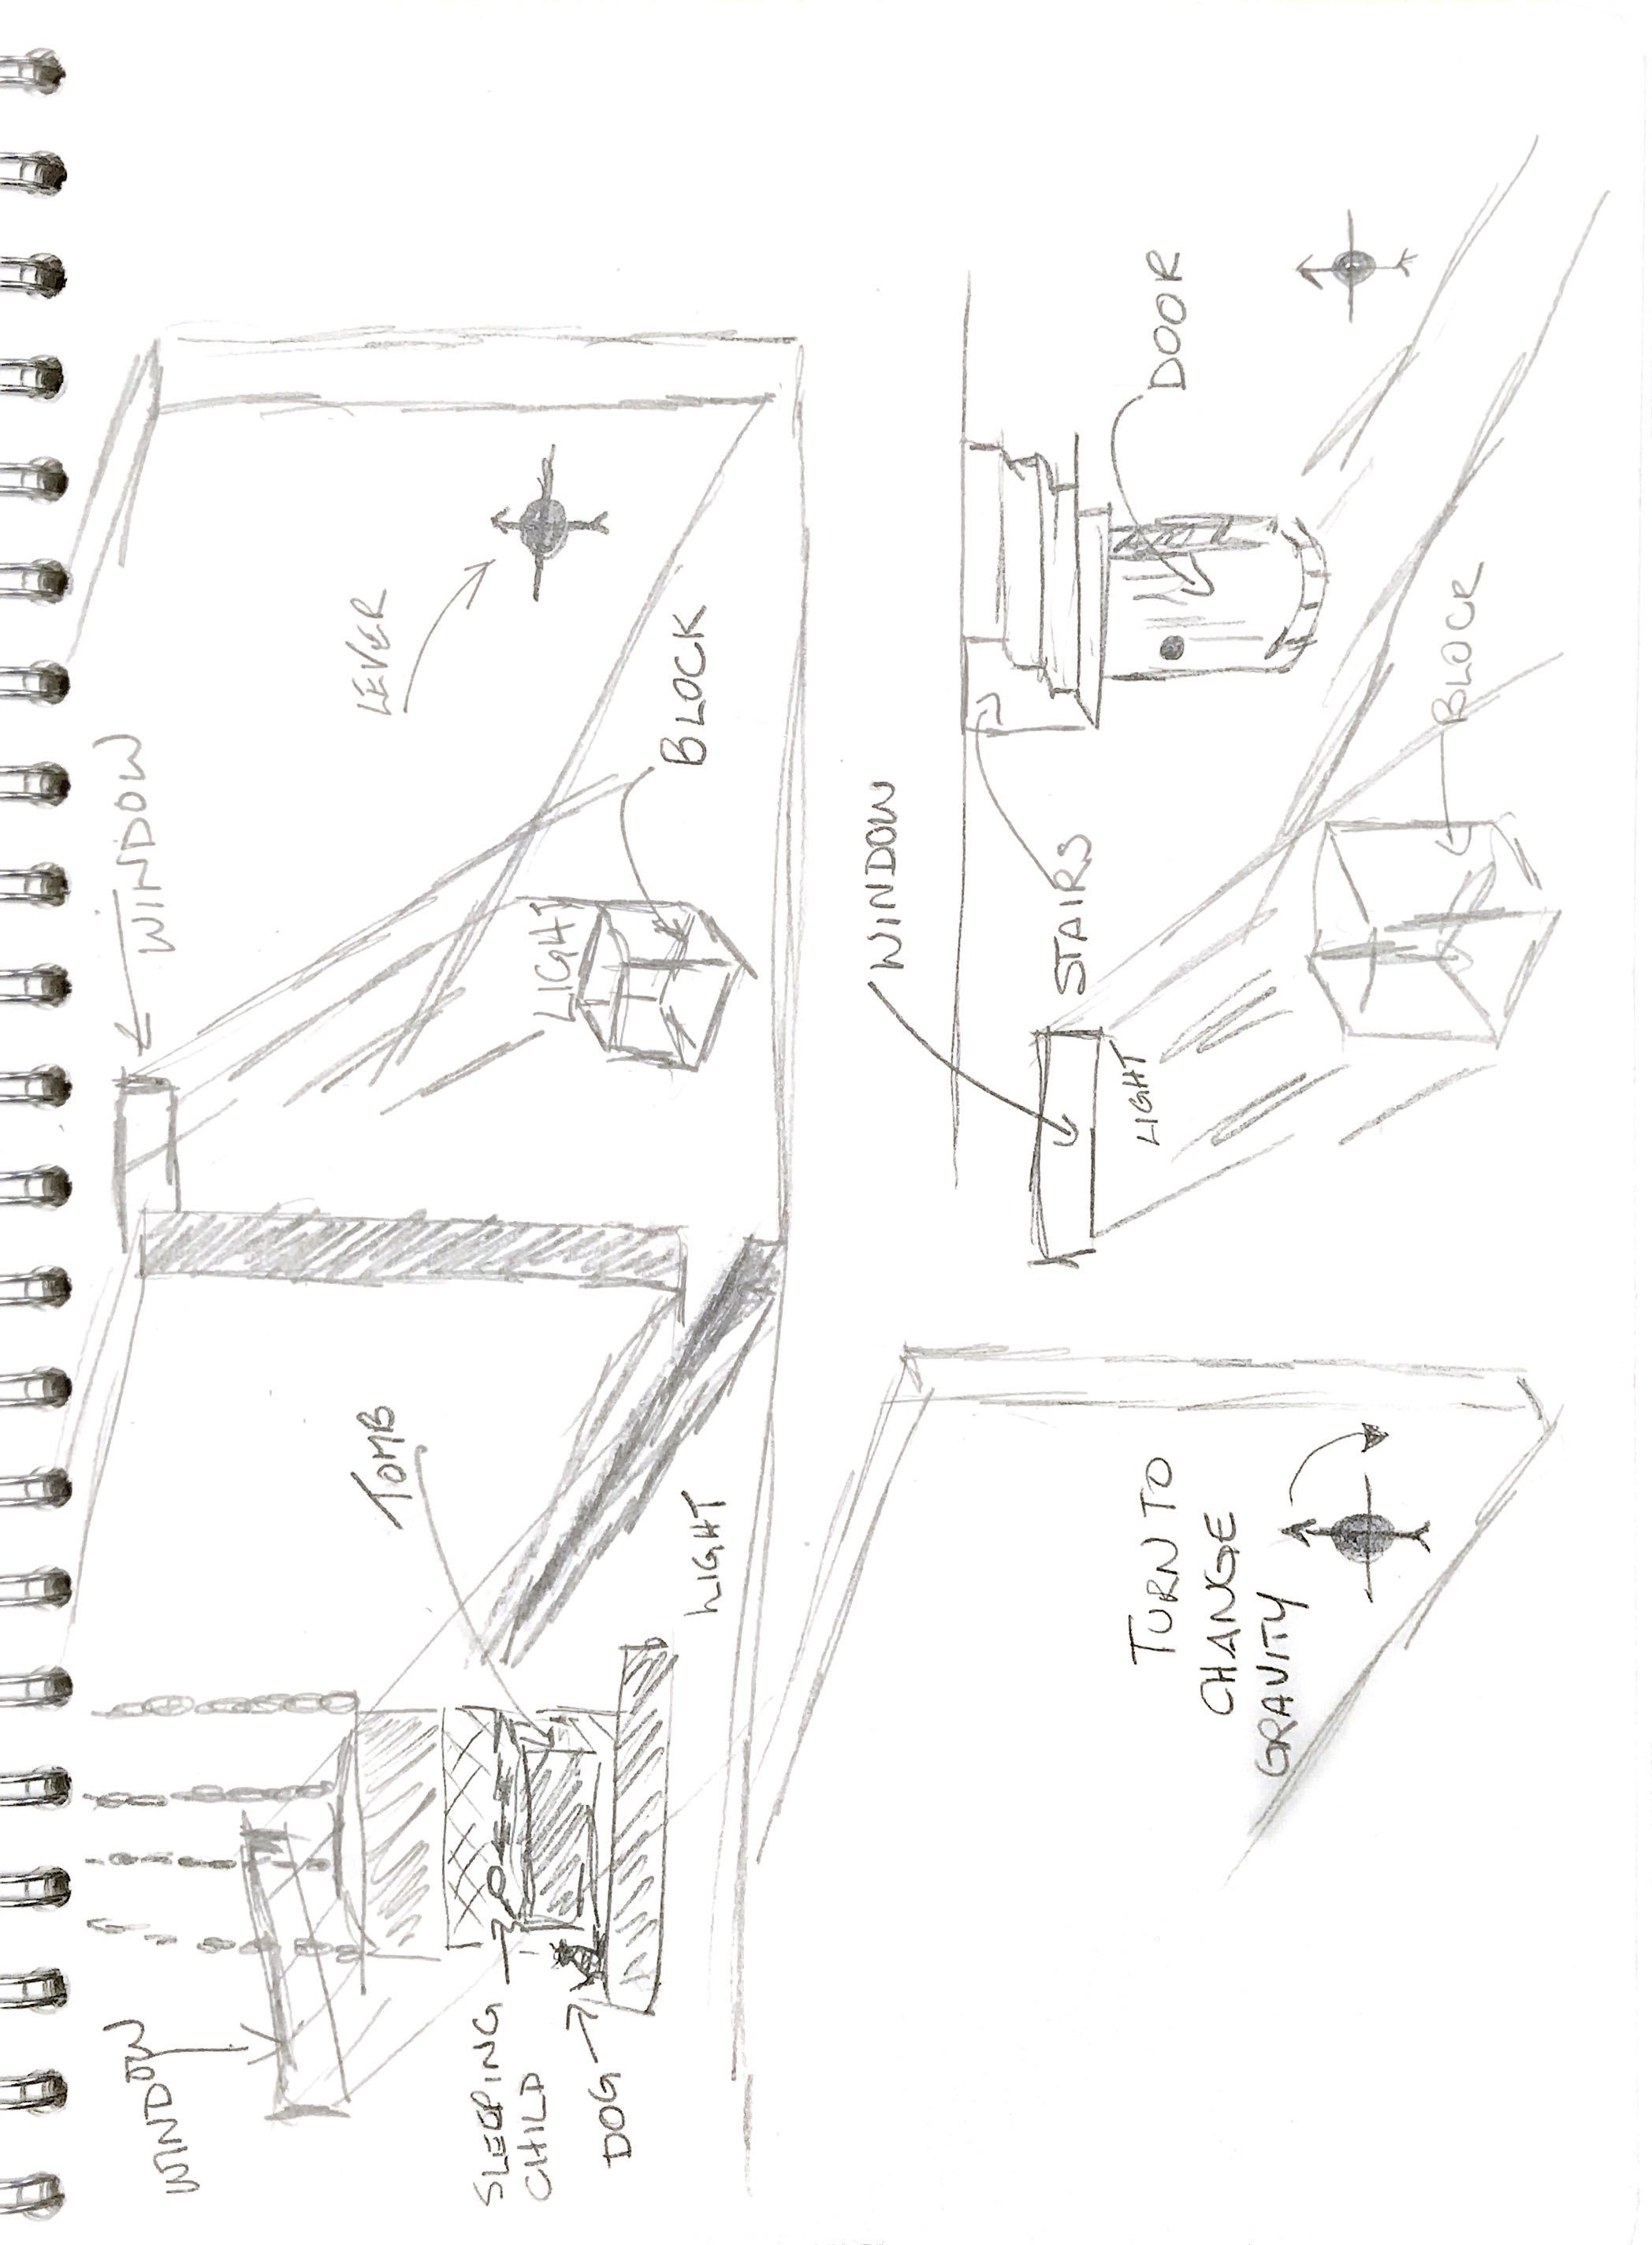 WINDOW
WINDOW
LEVER
TOMB
SLEEPING
CHILD
LIGHT
BLOCK
DOG
LIGHT
WINDOW
STAIRS
DOOR
LIGHT
TURN TO
CHANGE
GRAVITY
BLOCK